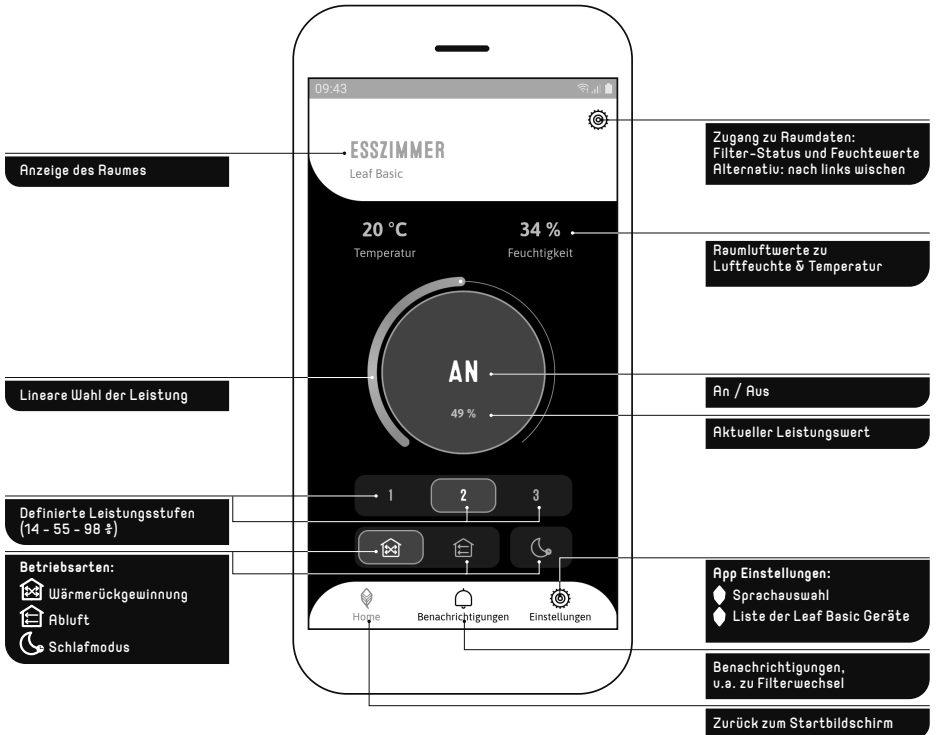 09:43
ESSZIMMER
Leaf Basic
20 °C
34 %
Temperatur
Feuchtigkeit
AN
49 %
1
2
3
Home
Benachrichtigungen
Einstellungen
Anzeige des Raumes
Lineare Wahl der Leistung
Definierte Leistungsstufen
(14 - 55 - 98 %)
Betriebsarten:
Wärmerückgewinnung
Abluft
Schlafmodus
Zugang zu Raumdaten:
Filter-Status und Feuchtewerte
Alternativ: nach links wischen
Raumluftwerte zu
Luftfeuchte & Temperatur
An / Aus
Aktueller Leistungswert
App Einstellungen:
Sprachauswahl
Liste der Leaf Basic Geräte
Benachrichtigungen,
u.a. zu Filterwechsel
Zurück zum Startbildschirm